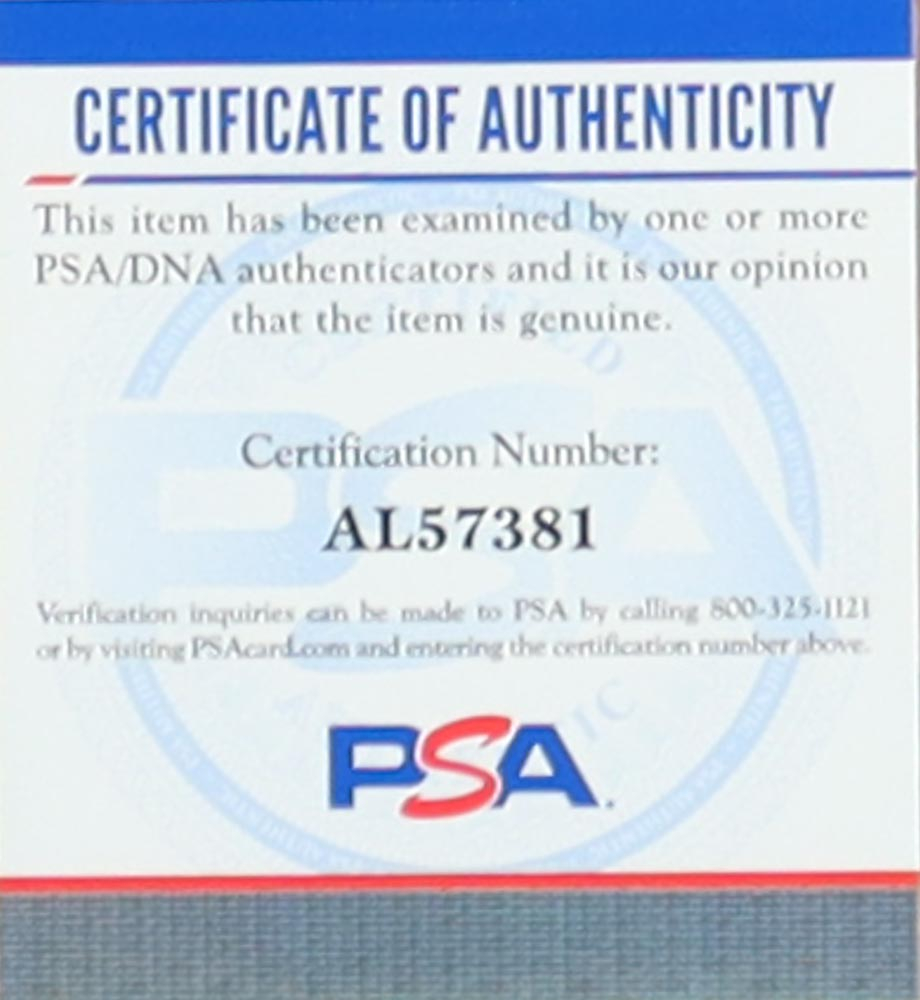 CERTIFICATE OF AUTHENTICITY
This item has been examined by one or more
PSA/DNA authenticators and it is our opinion
that the item is genuine.
Certification Number:
AL57381
Verification inquiries can be made to PSA by calling 800-325-1121
or by visiting PSAcard.com and entering the certification number above.
PSA.